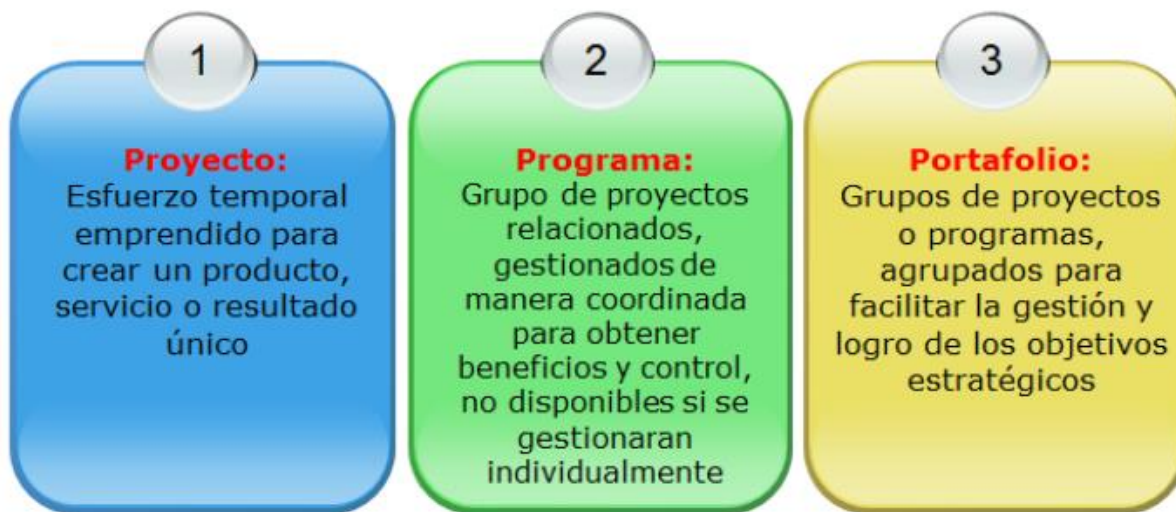 1
Proyecto:
Esfuerzo temporal
emprendido para
crear un producto,
servicio o resultado
único
2
Programa:
Grupo de proyectos
relacionados,
gestionados de
manera coordinada
para obtener
beneficios y control,
no disponibles si se
gestionaran
individualmente
3
Portafolio:
Grupos de proyectos
o programas,
agrupados para
facilitar la gestión y
logro de los objetivos
estratégicos